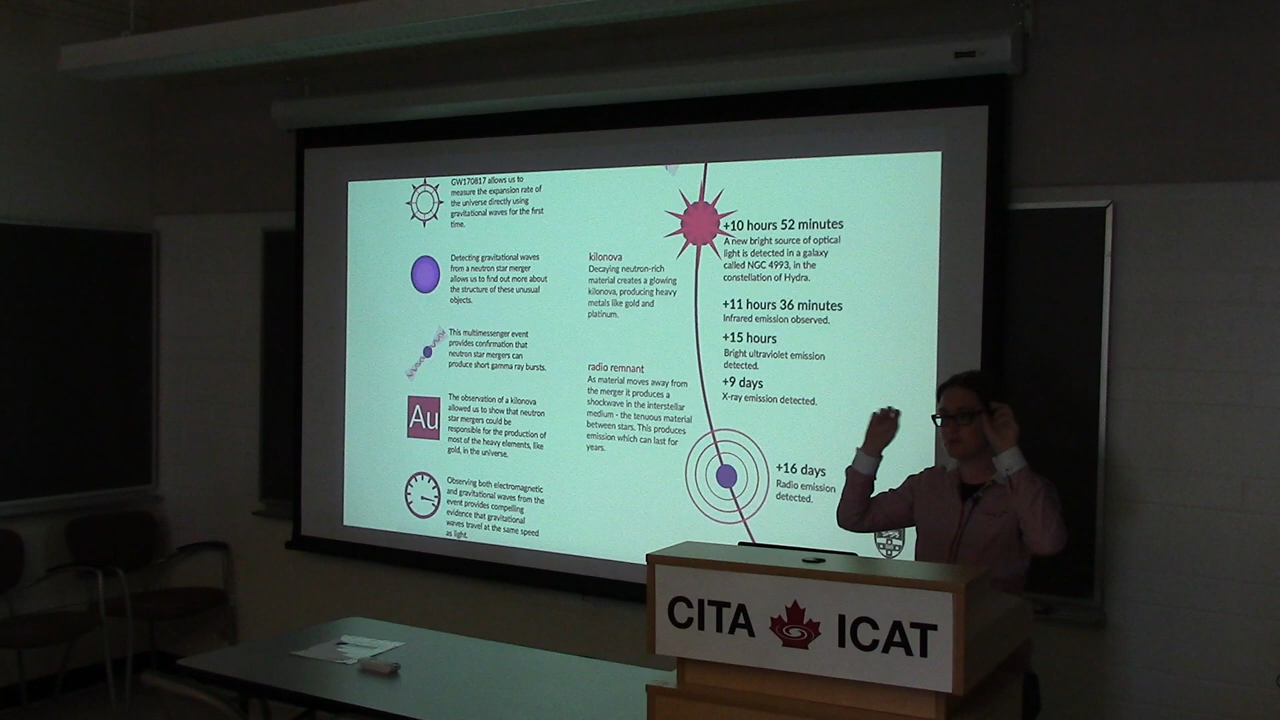 GW170817 allows us to
measure the expansion rate of
the universe directly using
gravitational waves for the first
time.
Detecting gravitational waves
from a neutron star merger
allows us to find out more about
the structure of these unusual
objects.
This multimessenger event
provides confirmation that
neutron star mergers can
produce short gamma ray bursts.
Au
The observation of a kilonova
allowed us to show that neutron
star mergers could be
responsible for the production of
most of the heavy elements, like
gold, in the universe.
Observing both electromagnetic
and gravitational waves from the
event provides compelling
evidence that gravitational
waves travel at the same speed
as light.
kilonova
Decaying neutron-rich
material creates a glowing
kilonova, producing heavy
metals like gold and
platinum.
radio remnant
As material moves away from
the merger it produces a
shockwave in the interstellar
medium - the tenuous material
between stars. This produces
emission which can last for
years.
+10 hours 52 minutes
A new bright source of optical
light is detected in a galaxy
called NGC 4993, in the
constellation of Hydra.
+11 hours 36 minutes
Infrared emission observed.
+15 hours
Bright ultraviolet emission
detected.
+9 days
X-ray emission detected.
+16 days
Radio emission
detected.
CITA ICAT